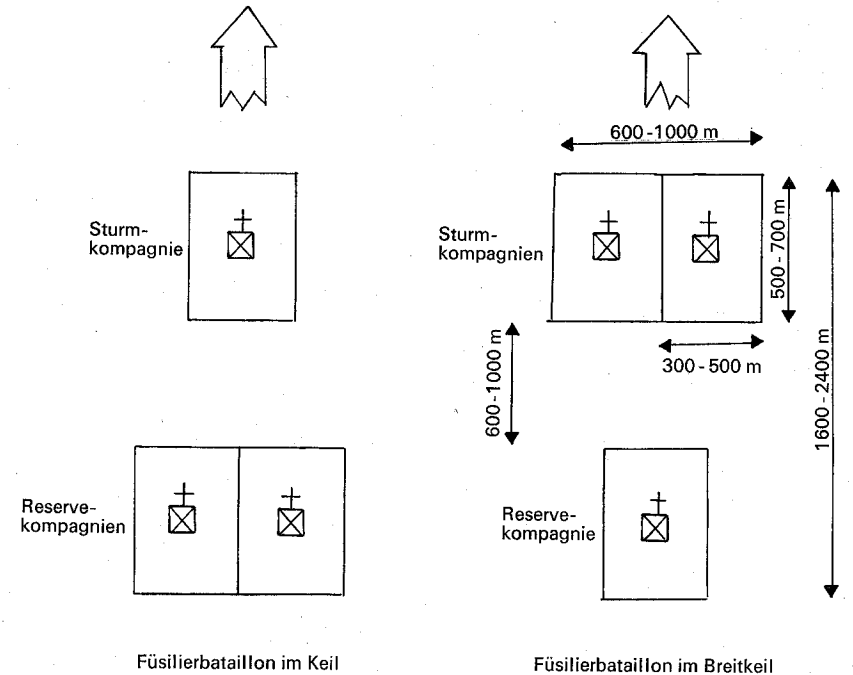 Sturm-
kompagnie
Reserve-
kompagnien
Füsilierbataillon im Keil
600-1000 m
Sturm-
kompagnien
500-700 m
300-500 m
600-1000 m
1600-2400 m
Reserve-
kompagnie
Füsilierbataillon im Breitkeil